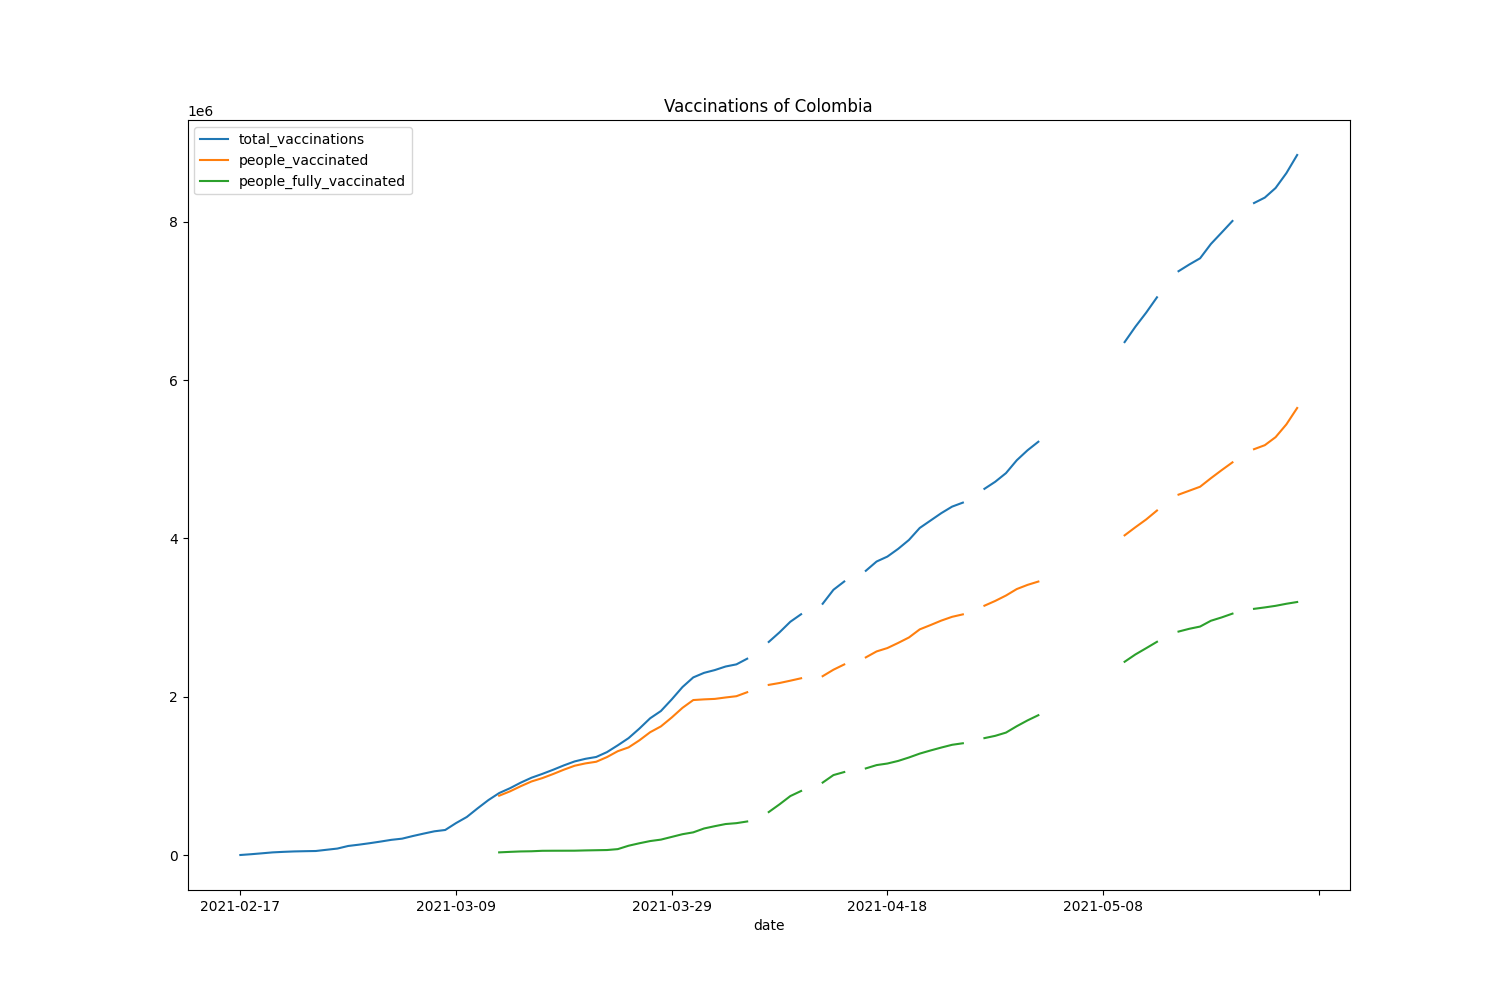 Vaccinations of Colombia
1e6
total_vaccinations
people_vaccinated
people_fully_vaccinated
8
6
4
2
0
2021-02-17 2021-03-09 2021-03-29 2021-04-18 2021-05-08
date